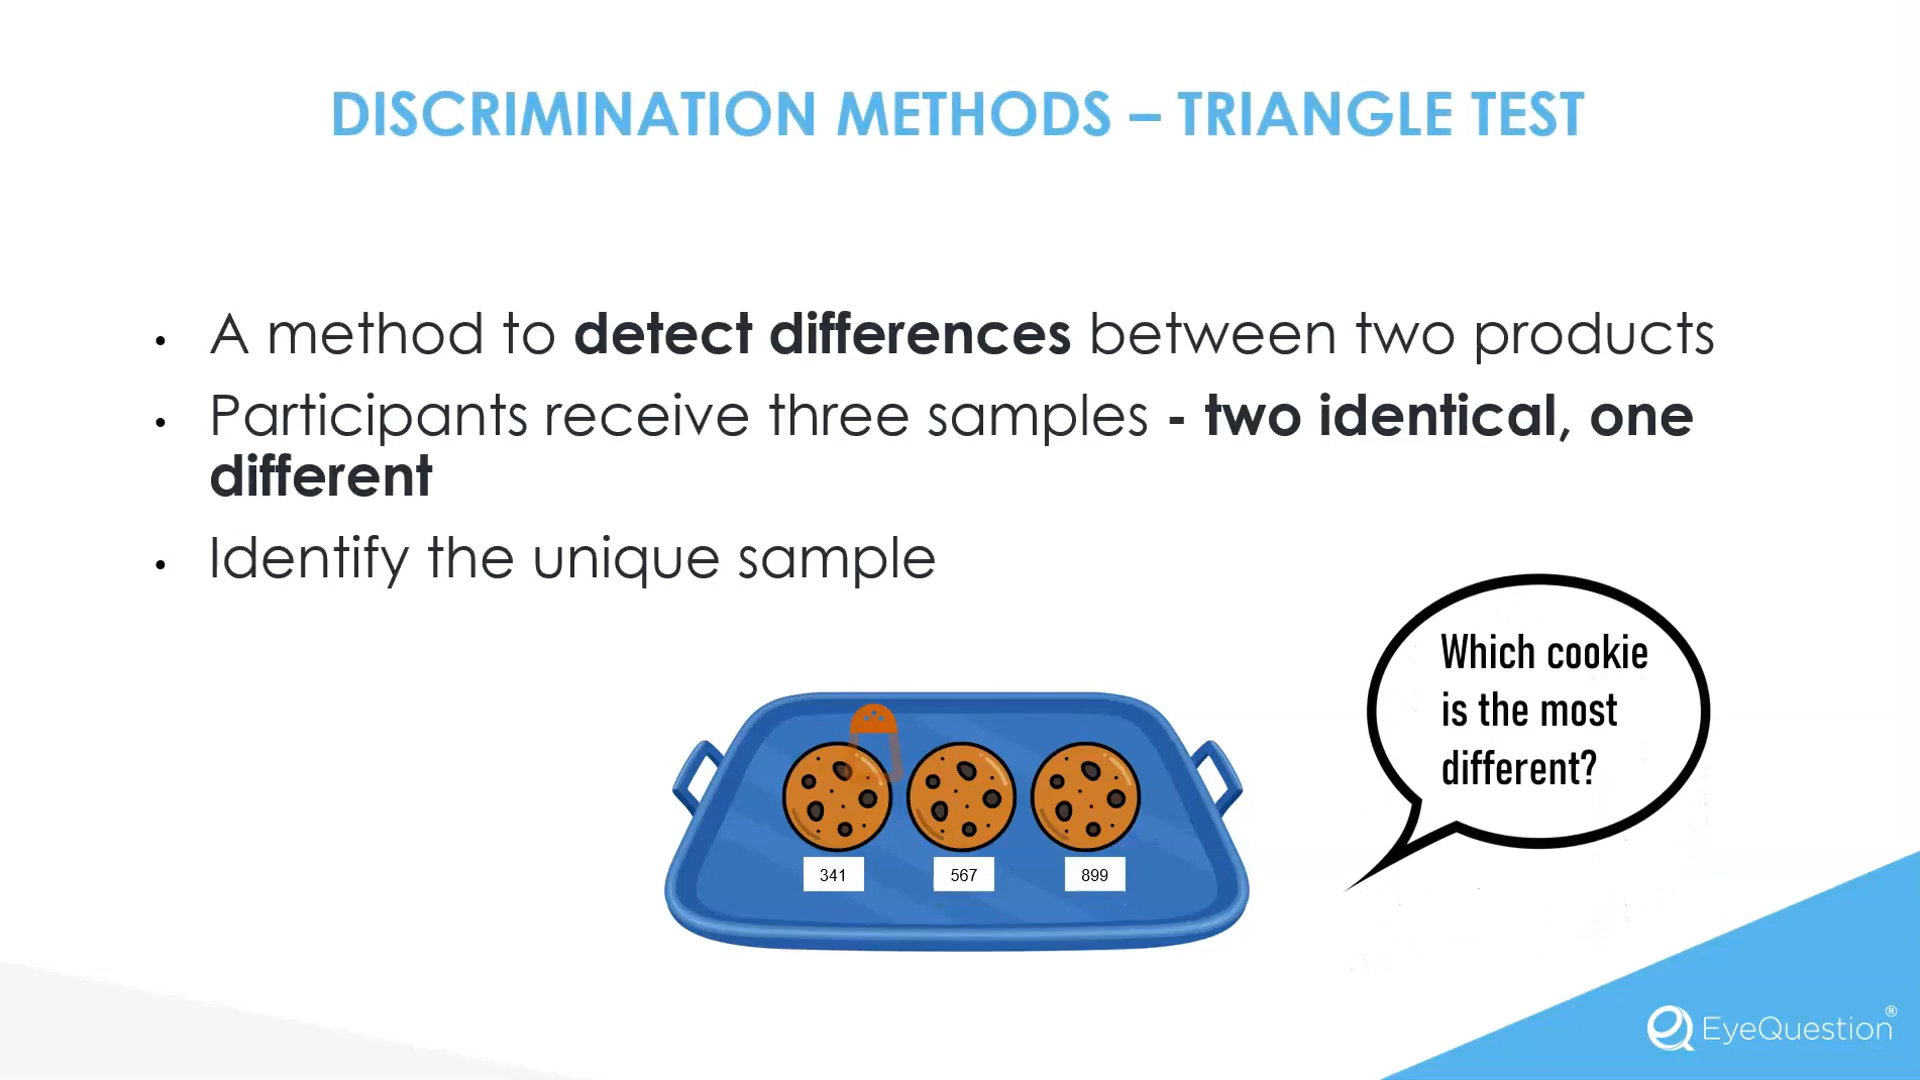 DISCRIMINATION METHODS – TRIANGLE TEST
• A method to detect differences between two products
• Participants receive three samples - two identical, one
different
• Identify the unique sample
Which cookie
is the most
different?
341 567 899
EyeQuestion®